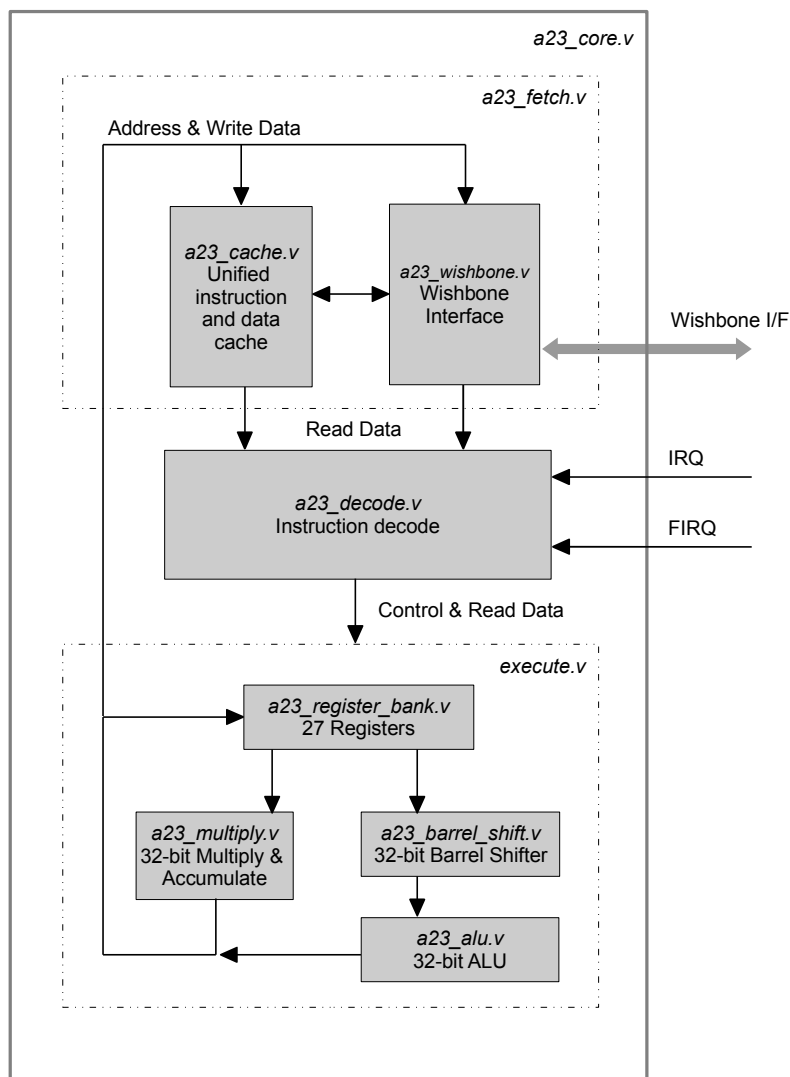 a23_core.v
a23_fetch.v
Address & Write Data
a23_cache.v
Unified
instruction
and data
cache
a23_wishbone.v
Wishbone
Interface
Wishbone I/F
Read Data
IRQ
a23_decode.v
Instruction decode
FIRQ
Control & Read Data
execute.v
a23_register_bank.v
27 Registers
a23_multiply.v
32-bit Multiply &
Accumulate
a23_barrel_shift.v
32-bit Barrel Shifter
a23_alu.v
32-bit ALU